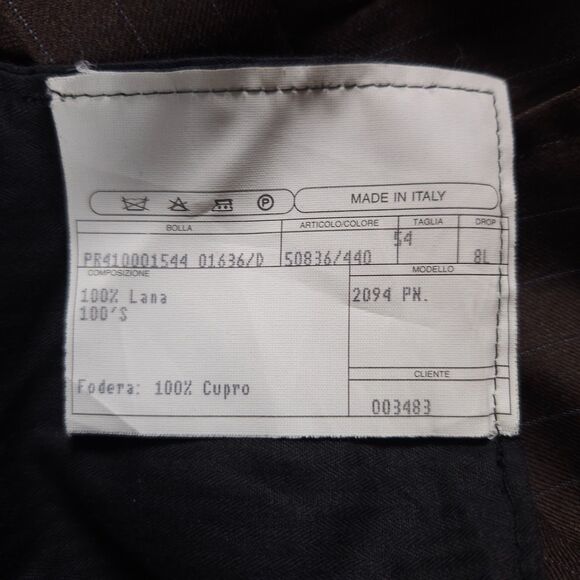 P MADE IN ITALY
BOLLA ARTICOLO/COLORE TAGLIA DROP
PR410001544 01636/D 50836/440 54 8L
COMPOSIZIONE MODELLO
100% Lana 2094 PN.
100'S
CLIENTE
Fodera: 100% Cupro 003483